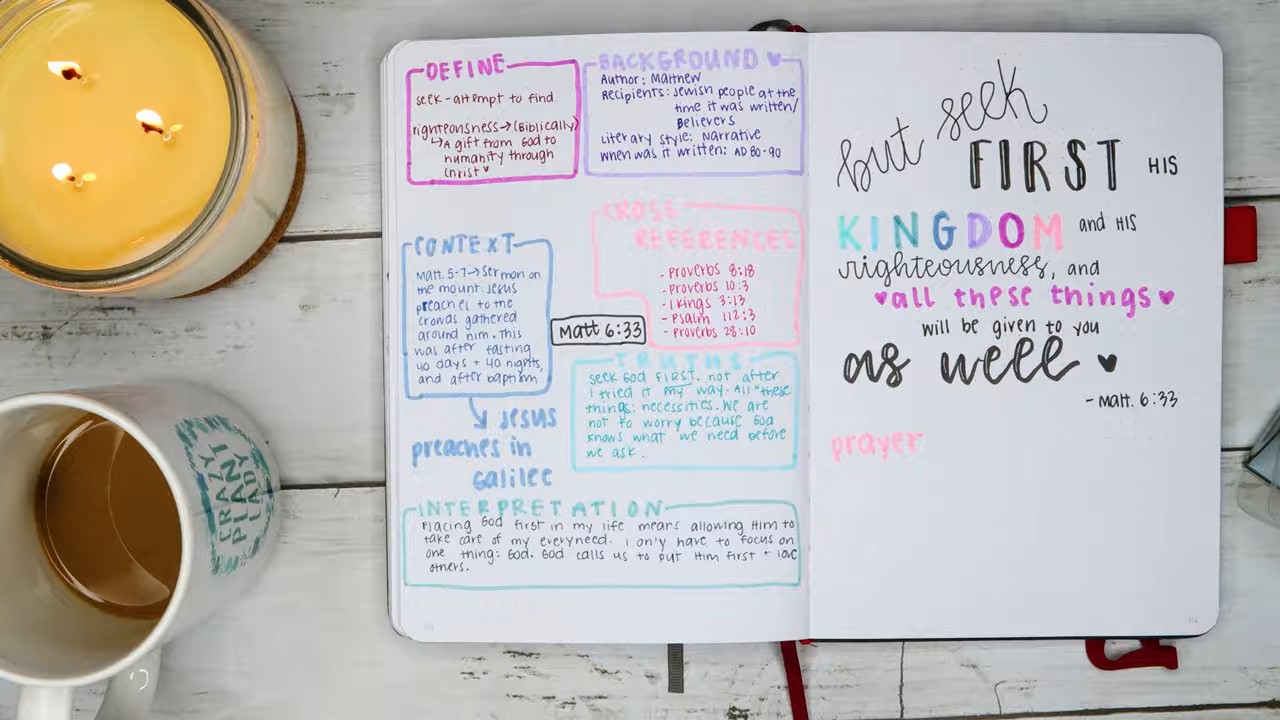 DEFINE
seek - attempt to find
righteousness → (Biblically)
↳ A gift from God to
humanity through
Christ ♥
BACKGROUND ♥
Author: Matthew
Recipients: Jewish people at the
time it was written/
Believers
Literary style: Narrative
when was it written: AD 80-90
CROSS
REFERENCES
- Proverbs 8:18
- Proverbs 10:3
- 1 Kings 3:13
- Psalm 112:3
- Proverbs 28:10
CONTEXT
Matt. 5-7 → Sermon on
the mount: Jesus
preaches to the
crowds gathered
around him. This
was after fasting
40 days + 40 nights,
and after baptism
Jesus
preaches in
Galilee
Matt 6:33
TRUTHS
Seek God FIRST. not after
I tried it my way. All "these
things: necessities. We are
not to worry because God
knows what we need before
we ask..
INTERPRETATION
Placing God first in my life means allowing Him to
take care of my every need. I only have to focus on
one thing: God. God calls us to put Him first + love
others.
but seek
FIRST HIS
KINGDOM and HIS
righteousness, and
♥ all these things ♥
will be given to you
as well ♥
- Matt. 6:33
prayer
CRAZY
PLANT
LADY